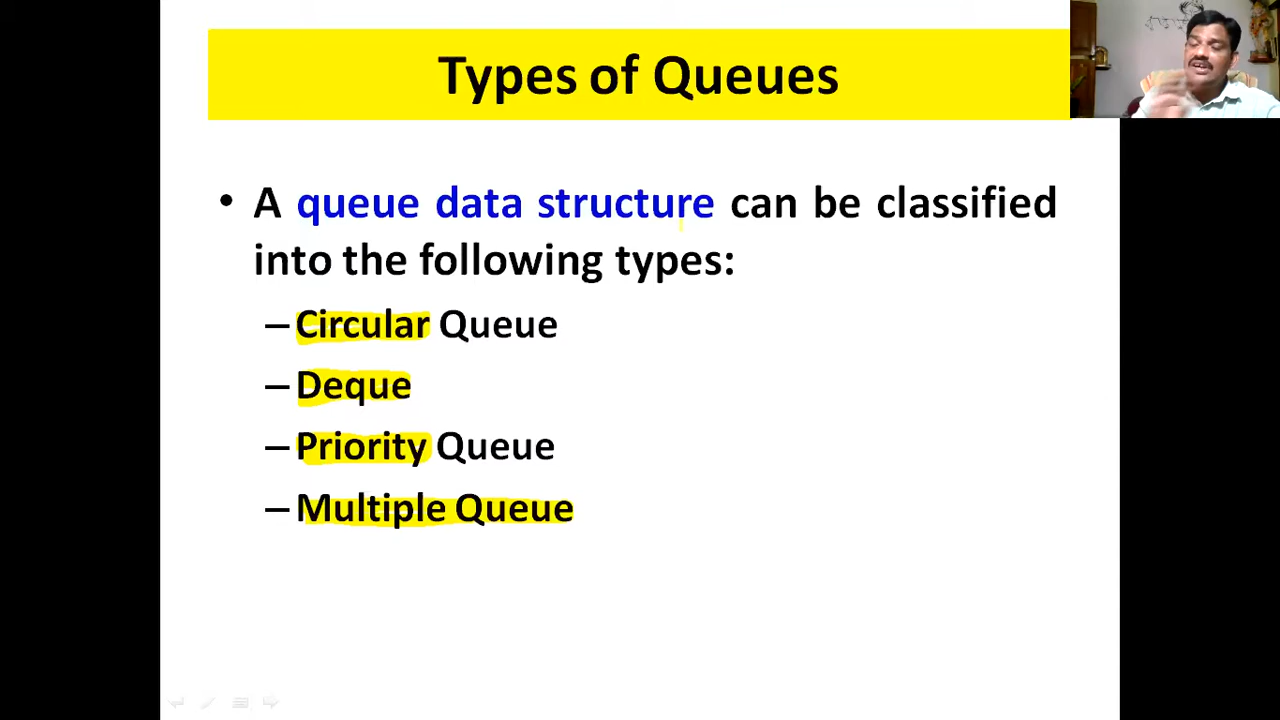 Types of Queues
• A queue data structure can be classified
into the following types:
–Circular Queue
–Deque
–Priority Queue
–Multiple Queue